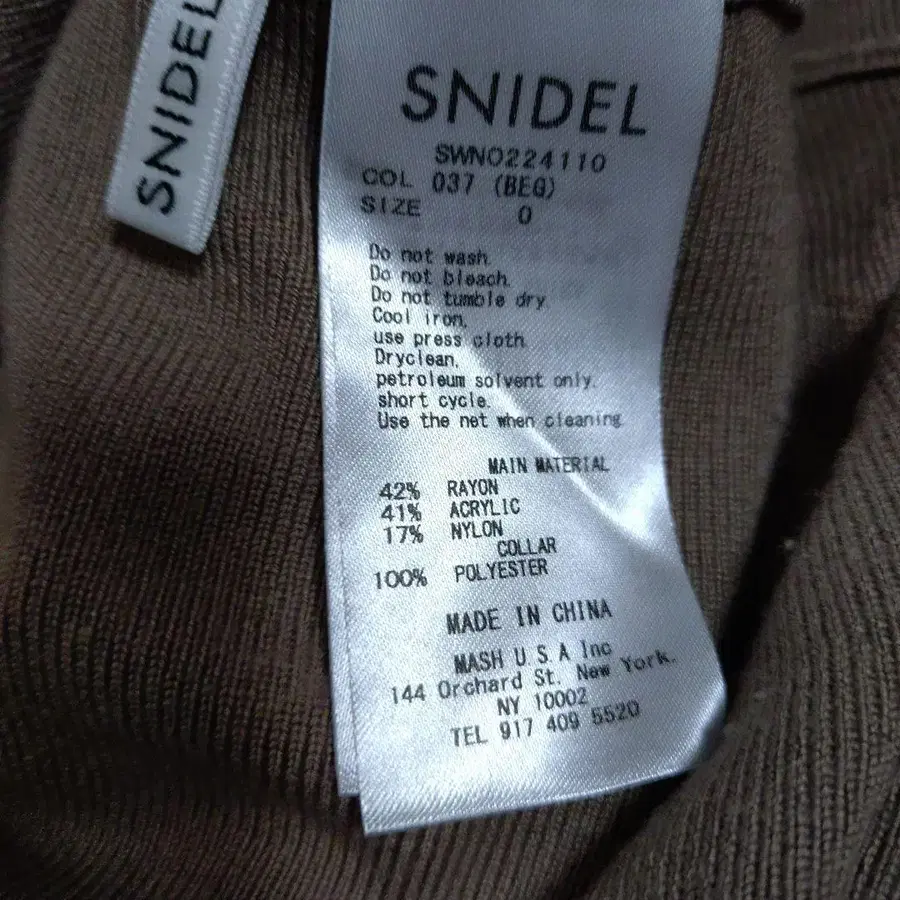 SNIDEL
SNIDEL
SWNO224110
COL 037 (BEG)
SIZE 0
Do not wash.
Do not bleach.
Do not tumble dry.
Cool iron,
use press cloth.
Dryclean,
petroleum solvent only.
short cycle.
Use the net when cleaning.
MAIN MATERIAL
42% RAYON
41% ACRYLIC
17% NYLON
COLLAR
100% POLYESTER
MADE IN CHINA
MASH U.S.A Inc
144 Orchard St. New York.
NY 10002
TEL 917 409 5520